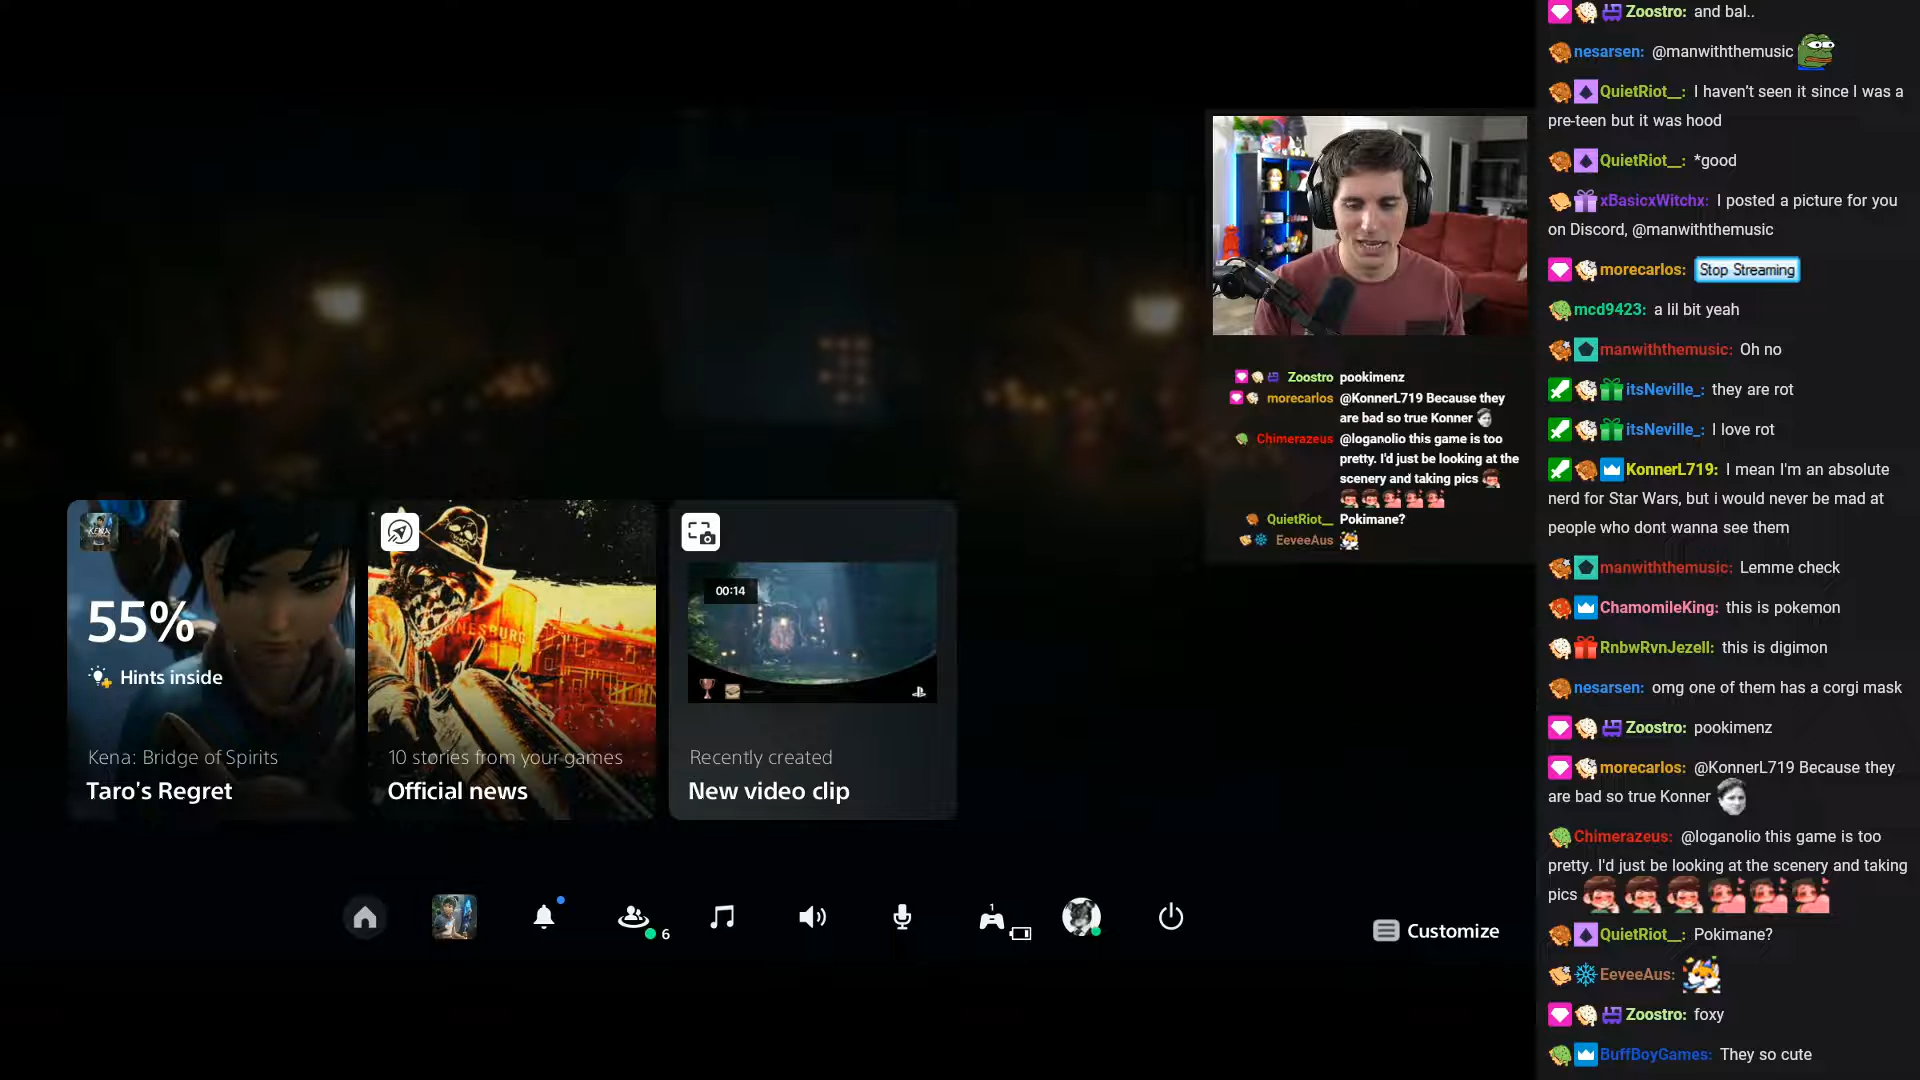 Zoostro: and bal..
nesarsen: @manwiththemusic
QuietRiot__: I haven't seen it since I was a
pre-teen but it was hood
QuietRiot__: *good
xBasicxWitchx: I posted a picture for you
on Discord, @manwiththemusic
morecarlos: Stop Streaming
mcd9423: a lil bit yeah
manwiththemusic: Oh no
itsNeville_: they are rot
itsNeville_: I love rot
KonnerL719: I mean I'm an absolute
nerd for Star Wars, but i would never be mad at
people who dont wanna see them
manwiththemusic: Lemme check
ChamomileKing: this is pokemon
RnbwRvnJezell: this is digimon
nesarsen: omg one of them has a corgi mask
Zoostro: pookimenz
morecarlos: @KonnerL719 Because they
are bad so true Konner
Chimerazeus: @loganolio this game is too
pretty. I'd just be looking at the scenery and taking
pics
QuietRiot__: Pokimane?
EeveeAus:
Zoostro: foxy
BuffBoyGames: They so cute
Zoostro pookimenz
morecarlos @KonnerL719 Because they
are bad so true Konner
Chimerazeus @loganolio this game is too
pretty. I'd just be looking at the
scenery and taking pics
QuietRiot__ Pokimane?
EeveeAus
KENA
55%
Hints inside
Kena: Bridge of Spirits
Taro's Regret
10 stories from your games
Official news
00:14
Recently created
New video clip
6
1
Customize